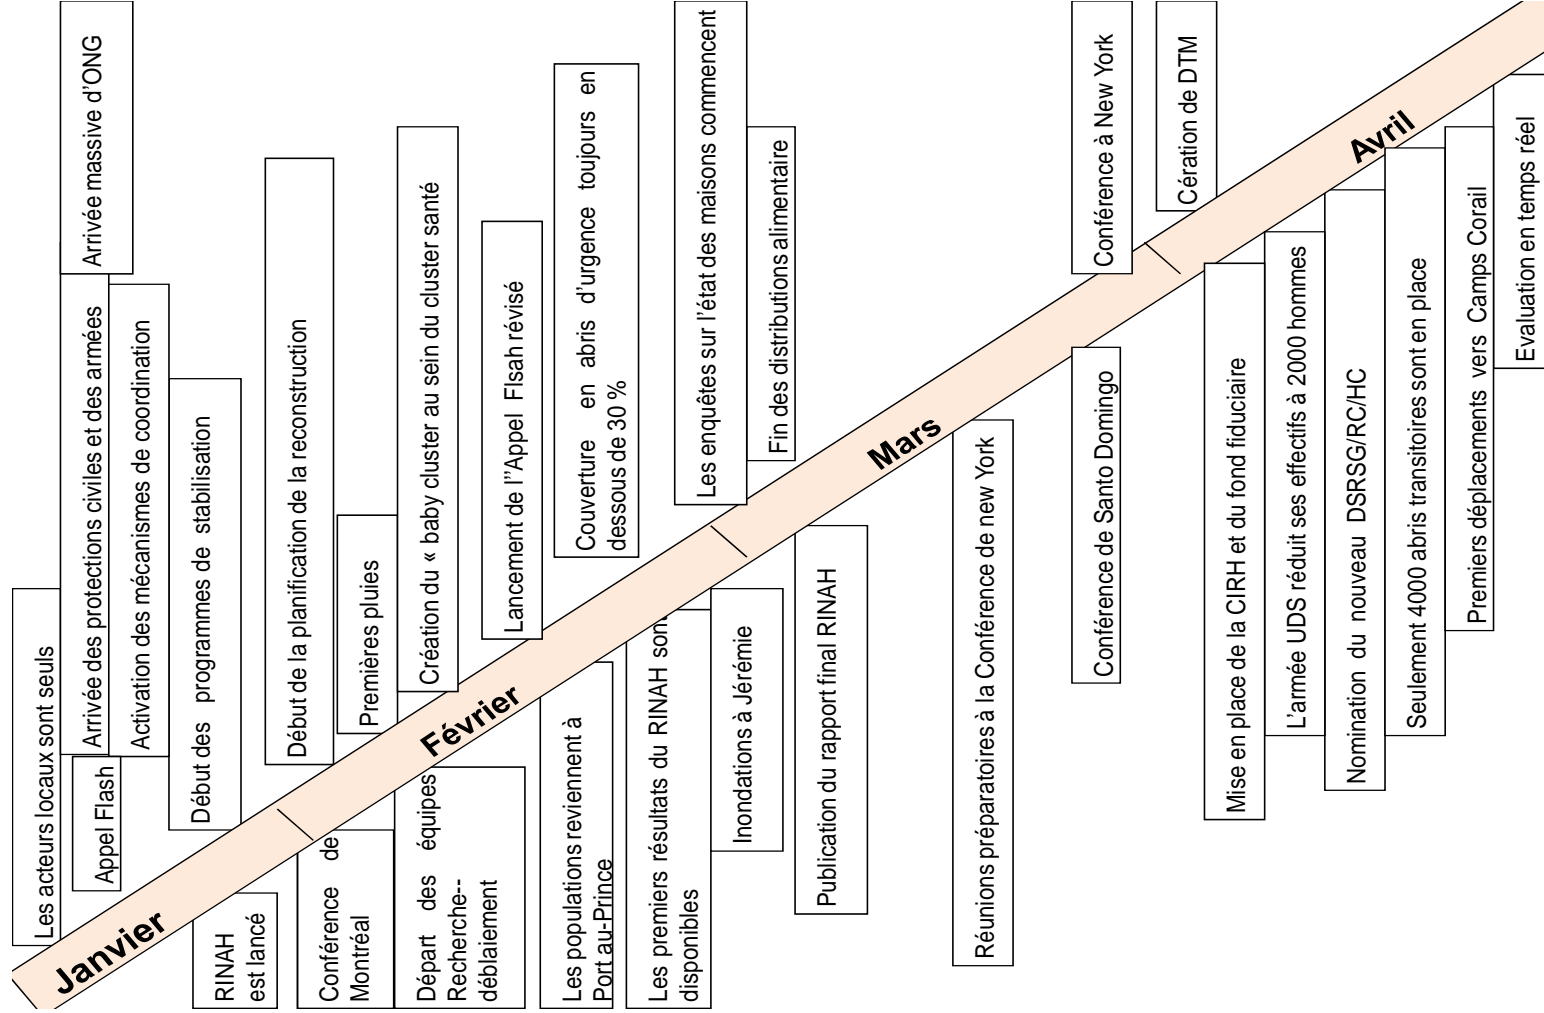 Les acteurs locaux sont seuls
Arrivée massive d’ONG
Arrivée des protections civiles et des armées
Appel Flash
Activation des mécanismes de coordination
Début des programmes de stabilisation
Début de la planification de la reconstruction
Premières pluies
Création du « baby cluster au sein du cluster santé
Lancement de l’'Appel Flsah révisé
Couverture en abris d’urgence toujours en
dessous de 30 %
Les enquêtes sur l’état des maisons commencent
Fin des distributions alimentaire
Conférence à New York
Cération de DTM
Janvier
Février
Mars
Avril
RINAH
est lancé
Conférence de
Montréal
Départ des équipes
Recherche--
déblaiement
Les populations reviennent à
Port au-Prince
Les premiers résultats du RINAH sont
disponibles
Inondations à Jérémie
Publication du rapport final RINAH
Réunions préparatoires à la Conférence de new York
Conférence de Santo Domingo
Mise en place de la CIRH et du fond fiduciaire
L’armée UDS réduit ses effectifs à 2000 hommes
Nomination du nouveau DSRSG/RC/HC
Seulement 4000 abris transitoires sont en place
Premiers déplacements vers Camps Corail
Evaluation en temps réel